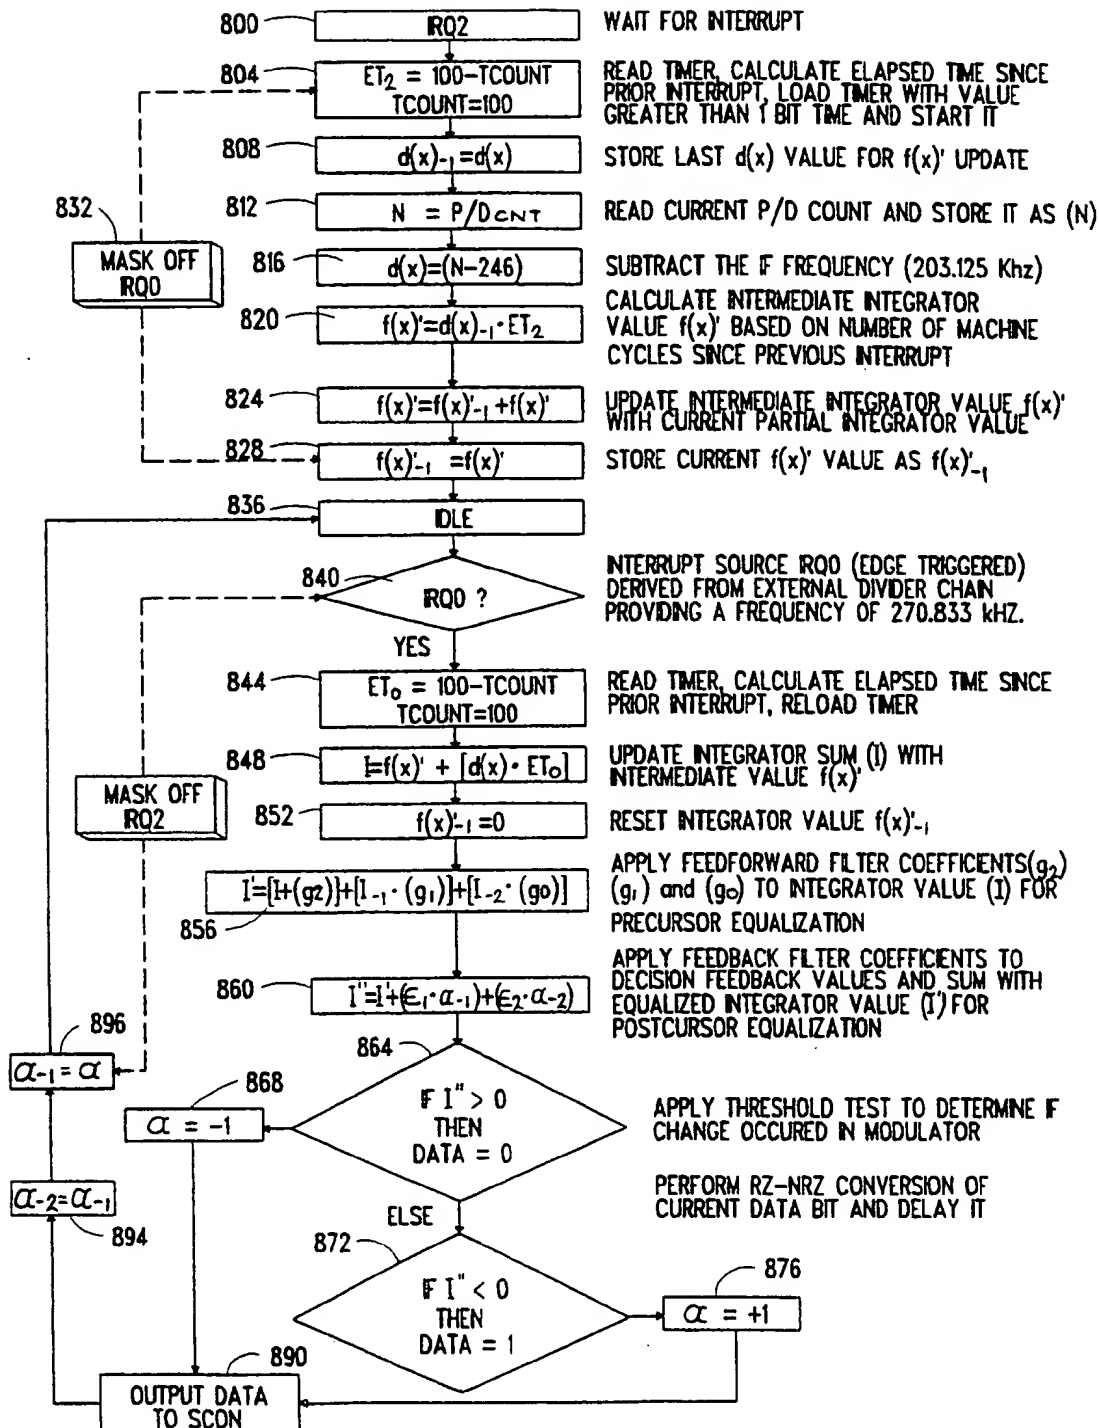 800
IRQ2
WAIT FOR INTERRUPT
804
ET₂ = 100-TCOUNT
TCOUNT=100
READ TIMER, CALCULATE ELAPSED TIME SINCE
PRIOR INTERRUPT, LOAD TIMER WITH VALUE
GREATER THAN 1 BIT TIME AND START IT
808
d(x)₋₁=d(x)
STORE LAST d(x) VALUE FOR f(x)' UPDATE
832
MASK OFF
IRQ0
812
N = P/D CNT
READ CURRENT P/D COUNT AND STORE IT AS (N)
816
d(x)=(N-246)
SUBTRACT THE IF FREQUENCY (203.125 Khz)
820
f(x)'=d(x)₋₁·ET₂
CALCULATE INTERMEDIATE INTEGRATOR
VALUE f(x)' BASED ON NUMBER OF MACHINE
CYCLES SINCE PREVIOUS INTERRUPT
824
f(x)'=f(x)'₋₁+f(x)'
UPDATE INTERMEDIATE INTEGRATOR VALUE f(x)'
WITH CURRENT PARTIAL INTEGRATOR VALUE
828
f(x)'₋₁ =f(x)'
STORE CURRENT f(x)' VALUE AS f(x)'₋₁
836
IDLE
840
IRQ0 ?
INTERRUPT SOURCE IRQ0 (EDGE TRIGGERED)
DERIVED FROM EXTERNAL DIVIDER CHAIN
PROVIDING A FREQUENCY OF 270.833 kHZ.
YES
844
ET₀ = 100-TCOUNT
TCOUNT=100
READ TIMER, CALCULATE ELAPSED TIME SINCE
PRIOR INTERRUPT, RELOAD TIMER
848
I=f(x)' + [d(x)·ET₀]
UPDATE INTEGRATOR SUM (I) WITH
INTERMEDIATE VALUE f(x)'
MASK OFF
IRQ2
852
f(x)'₋₁=0
RESET INTEGRATOR VALUE f(x)'₋₁
856
I'=[I+(g2)]+[I₋₁·(g₁)]+[I₋₂·(g0)]
APPLY FEEDFORWARD FILTER COEFFICIENTS(g₂)
(g₁) and (g₀) TO INTEGRATOR VALUE (I) FOR
PRECURSOR EQUALIZATION
860
I"=I'+(ϵ₁·α₋₁)+(ϵ₂·α₋₂)
APPLY FEEDBACK FILTER COEFFICIENTS TO
DECISION FEEDBACK VALUES AND SUM WITH
EQUALIZED INTEGRATOR VALUE (I') FOR
POSTCURSOR EQUALIZATION
896
α₋₁ = α
864
IF I" > 0
THEN
DATA = 0
868
α = -1
APPLY THRESHOLD TEST TO DETERMINE IF
CHANGE OCCURED IN MODULATOR
PERFORM RZ-NRZ CONVERSION OF
CURRENT DATA BIT AND DELAY IT
α₋₂=α₋₁
894
ELSE
872
IF I" < 0
THEN
DATA = 1
876
α = +1
890
OUTPUT DATA
TO SCON